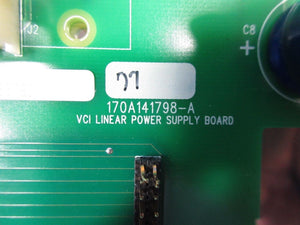 J2
C8
+
77
170A141798-A
VCI LINEAR POWER SUPPLY BOARD